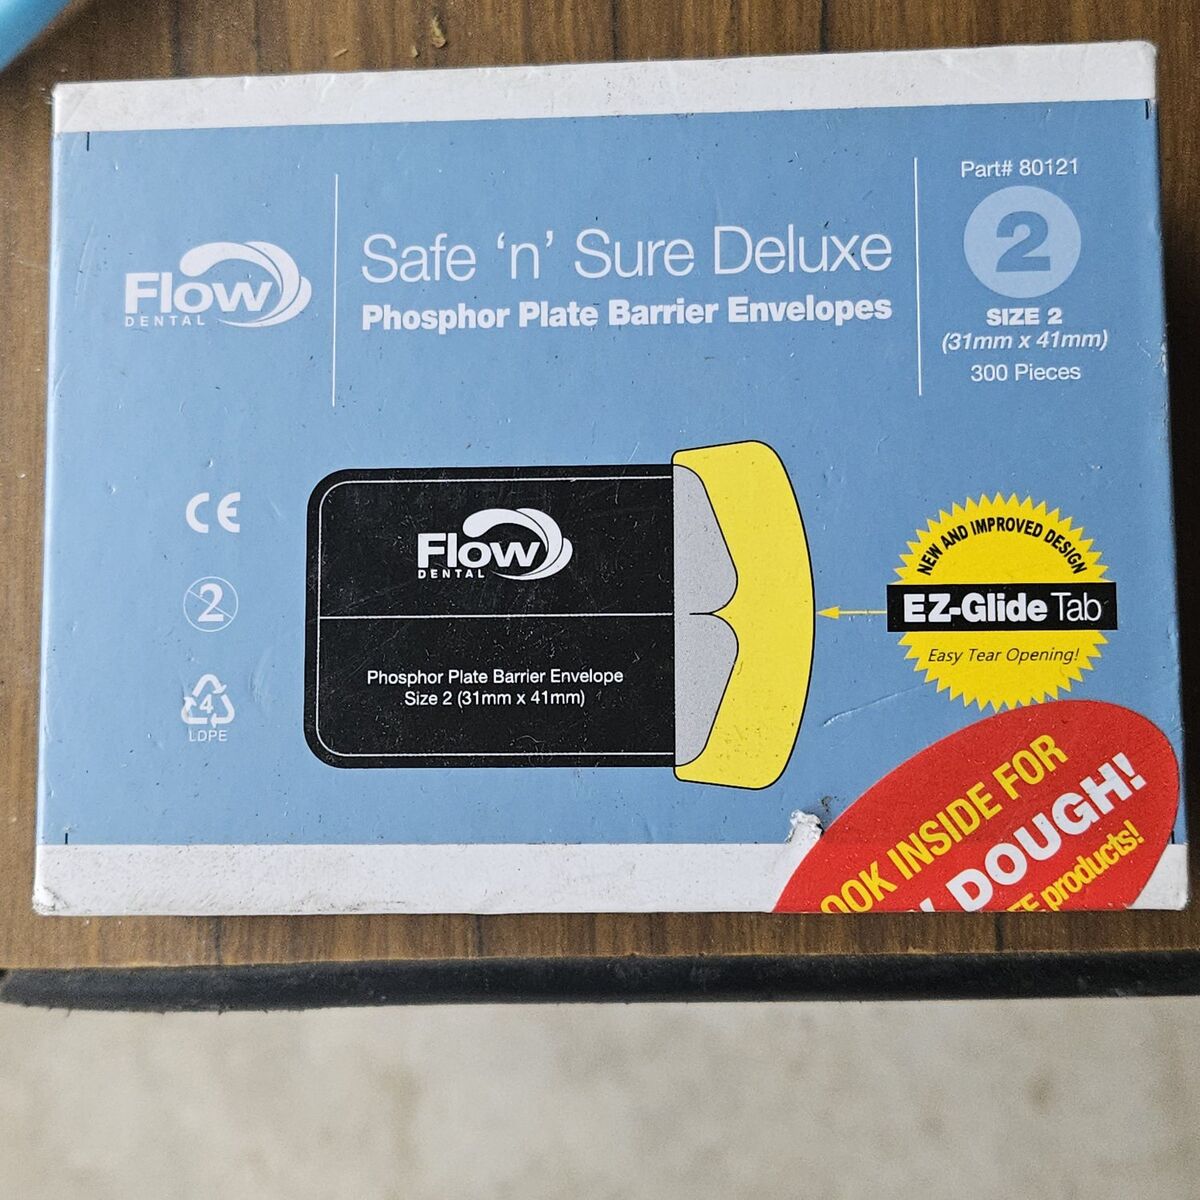 Flow
DENTAL
Safe 'n' Sure Deluxe
Phosphor Plate Barrier Envelopes
Part# 80121
2
SIZE 2
(31mm x 41mm)
300 Pieces
CE
2
4
LDPE
Flow
DENTAL
Phosphor Plate Barrier Envelope
Size 2 (31mm x 41mm)
NEW AND IMPROVED DESIGN
EZ-Glide Tab
Easy Tear Opening!
OOK INSIDE FOR
DOUGH!
products!